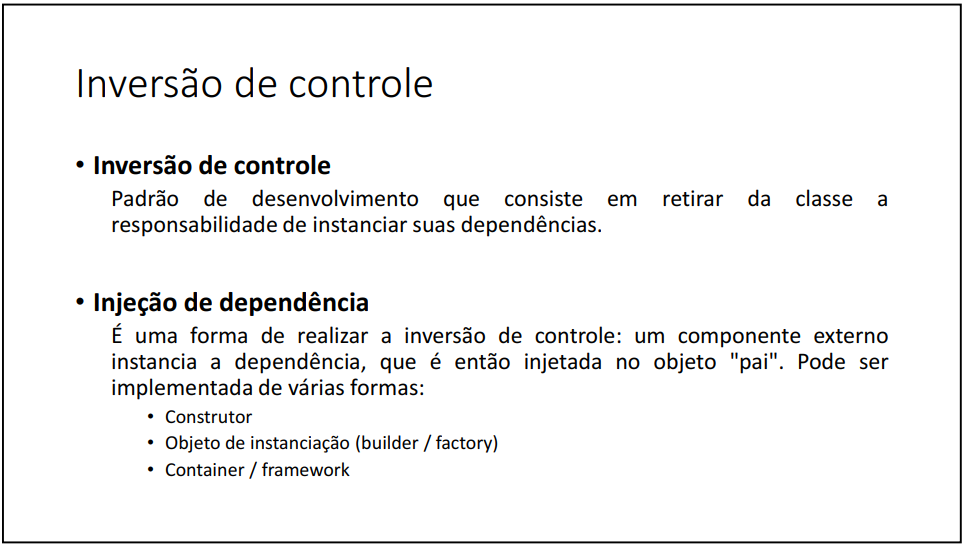 Inversão de controle
• Inversão de controle
Padrão de desenvolvimento que consiste em retirar da classe a
responsabilidade de instanciar suas dependências.
• Injeção de dependência
É uma forma de realizar a inversão de controle: um componente externo
instancia a dependência, que é então injetada no objeto "pai". Pode ser
implementada de várias formas:
• Construtor
• Objeto de instanciação (builder / factory)
• Container / framework